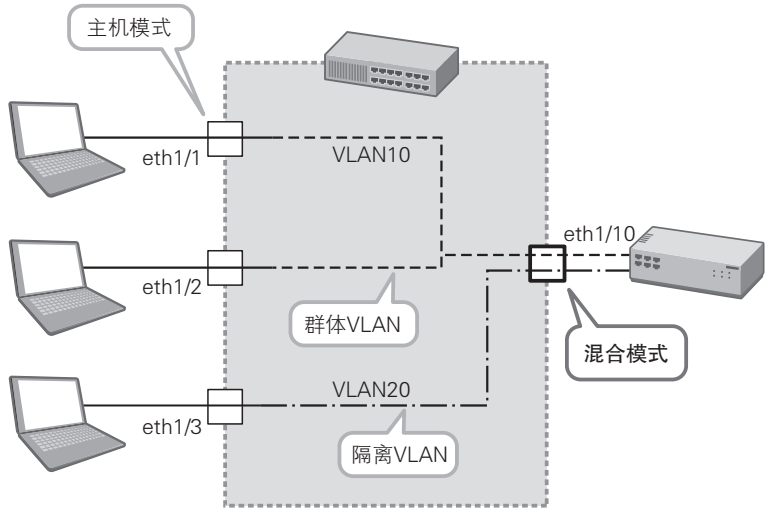 主机模式
eth1/1
VLAN10
eth1/10
eth1/2
群体VLAN
混合模式
VLAN20
eth1/3
隔离VLAN